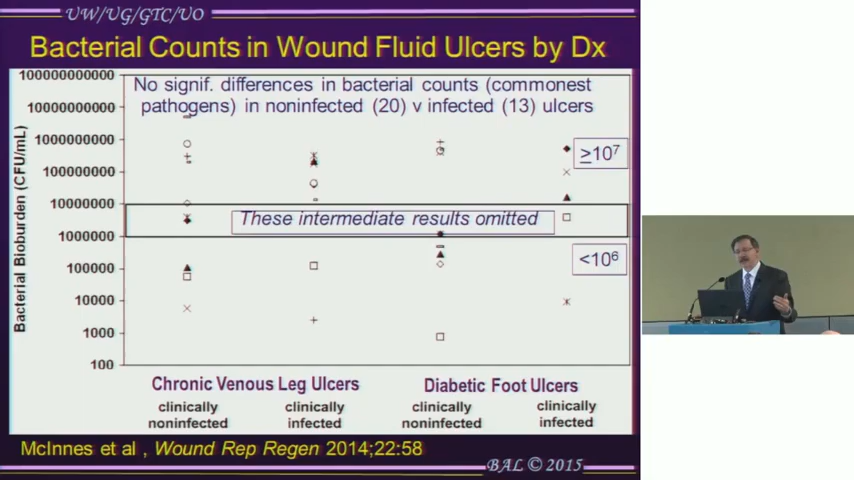 UW/UG/GTC/UO
Bacterial Counts in Wound Fluid Ulcers by Dx
No signif. differences in bacterial counts (commonest
pathogens) in noninfected (20) v infected (13) ulcers
Bacterial Bioburden (CFU/mL)
100000000000
10000000000
1000000000
100000000
10000000
1000000
100000
10000
1000
100
≥10⁷
These intermediate results omitted
<10⁶
Chronic Venous Leg Ulcers
Diabetic Foot Ulcers
clinically
noninfected
clinically
infected
clinically
noninfected
clinically
infected
McInnes et al , Wound Rep Regen 2014;22:58
BAL © 2015